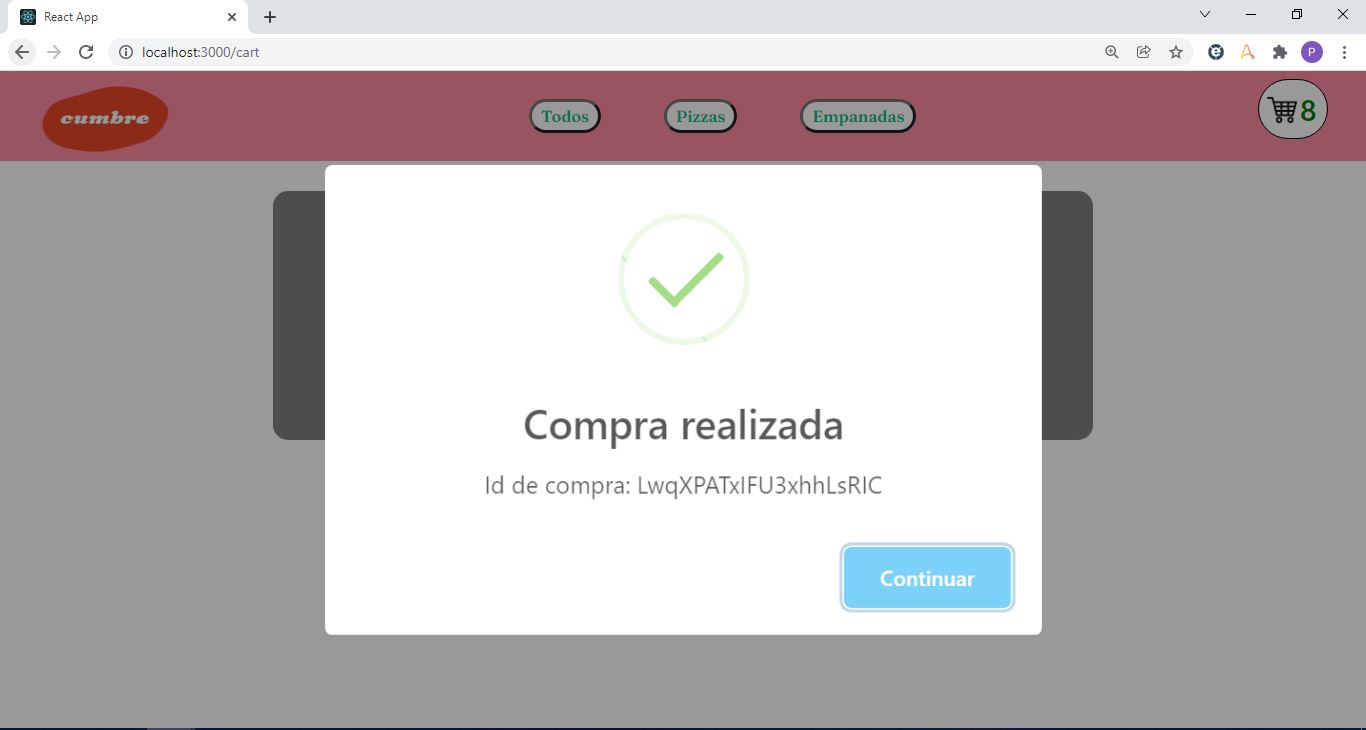 React App
localhost:3000/cart
P
cumbre
Todos
Pizzas
Empanadas
8
Compra realizada
Id de compra: LwqXPATxIFU3xhhLsRIC
Continuar